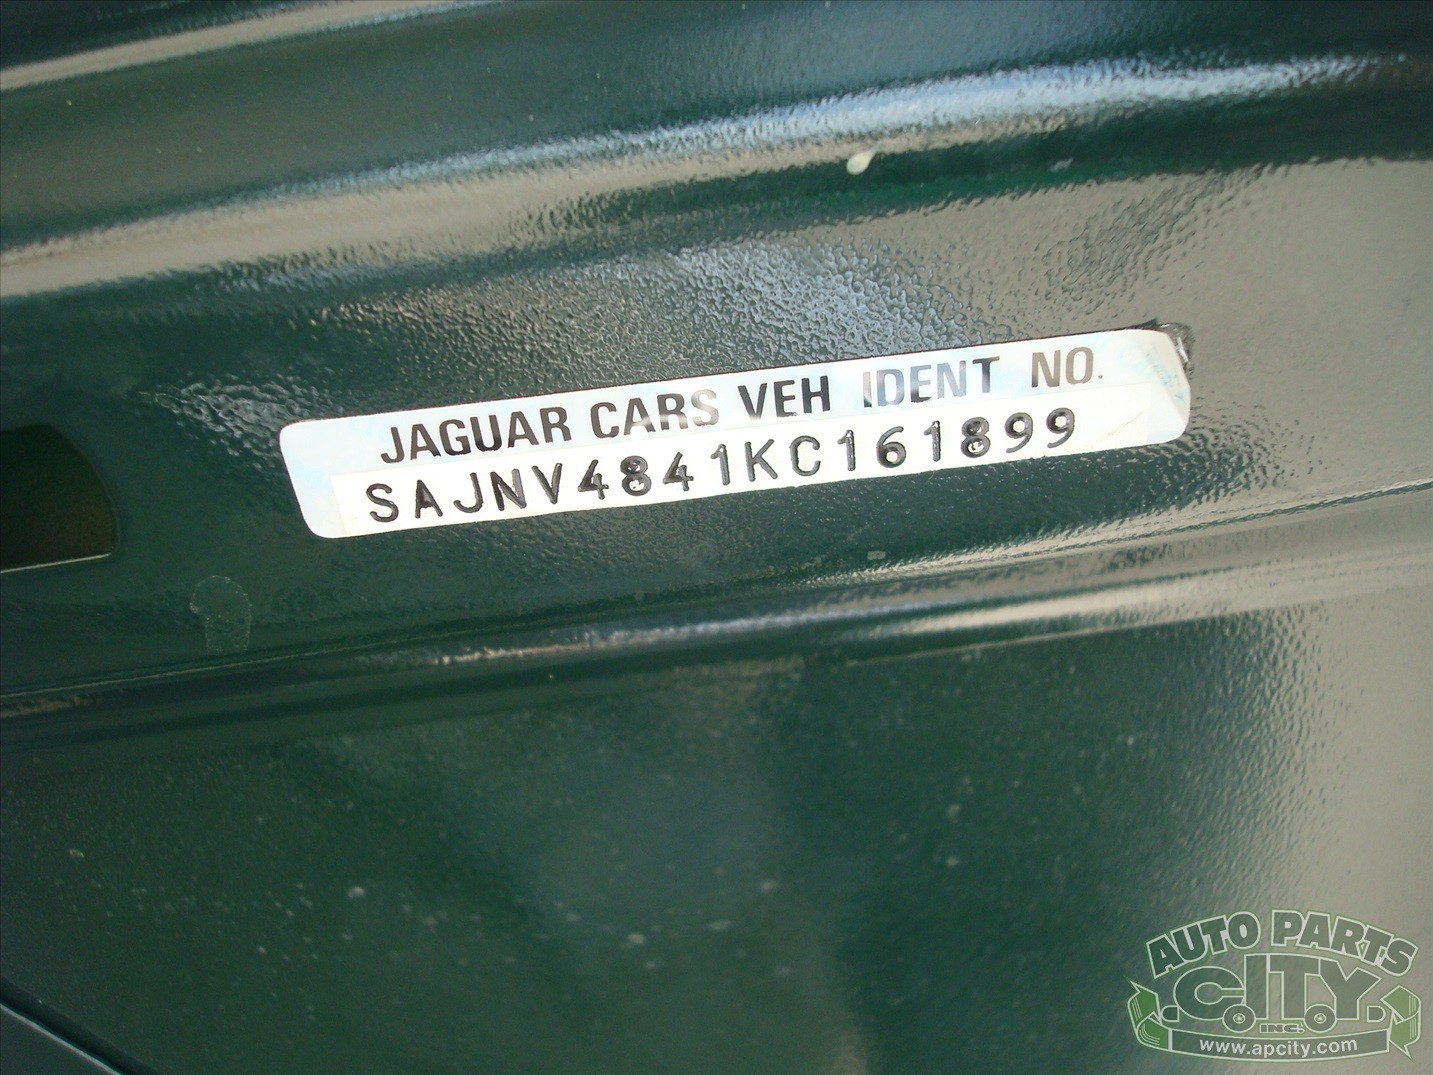 JAGUAR CARS VEH IDENT NO.
SAJNV4841KC161899
AUTO PARTS
CITY
INC.
www.apcity.com